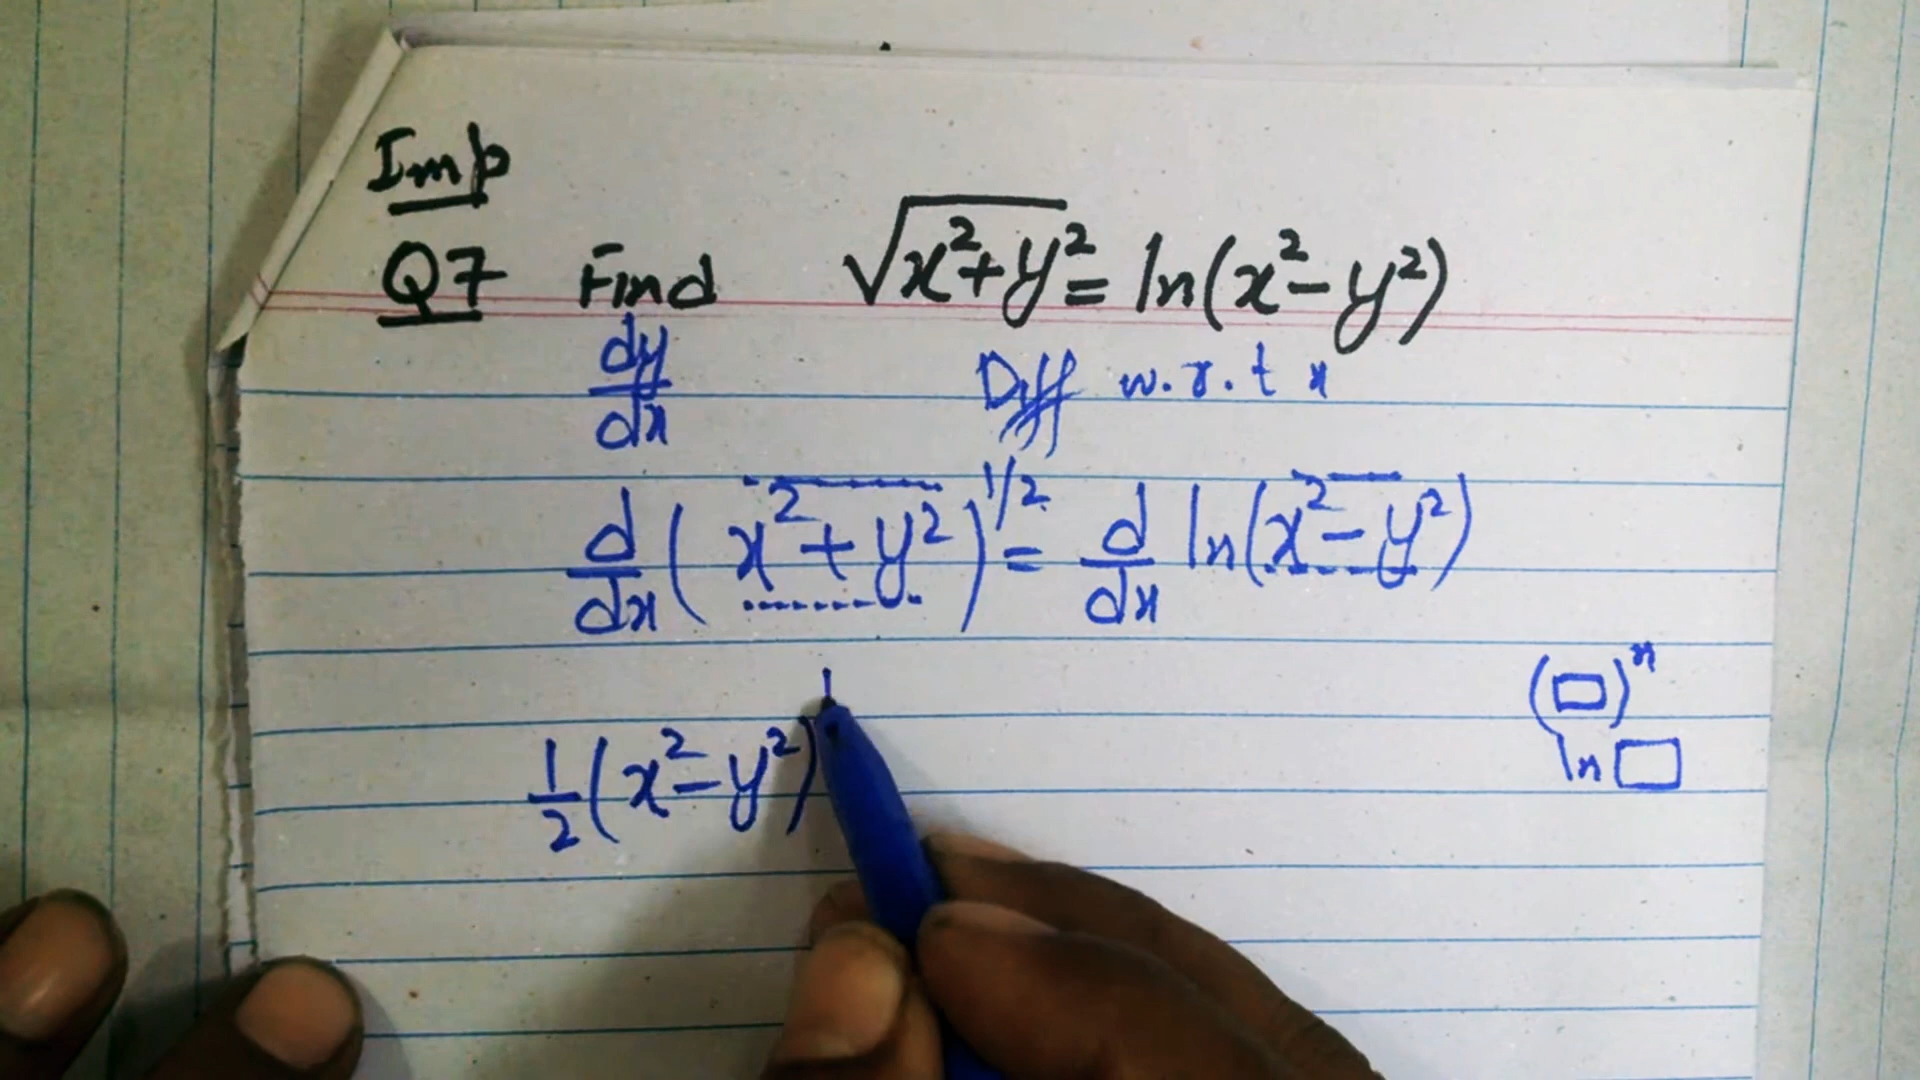 Imp
Q7 Find √x²+y² = ln(x²-y²)
dy/dx Diff w.r.t x
d/dx (x²+y²)^1/2 = d/dx ln(x²-y²)
(□)^n
ln □
1/2 (x²-y²)